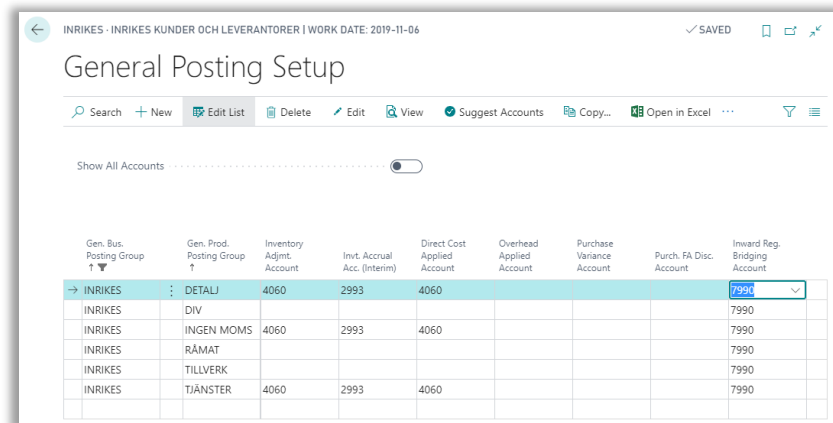 INRIKES · INRIKES KUNDER OCH LEVERANTORER | WORK DATE: 2019-11-06
✓ SAVED
General Posting Setup
Search + New Edit List Delete Edit View Suggest Accounts Copy... Open in Excel ...
Show All Accounts
Gen. Bus. Posting Group ↑ Gen. Prod. Posting Group ↑ Inventory Adjmt. Account Invt. Accrual Acc. (Interim) Direct Cost Applied Account Overhead Applied Account Purchase Variance Account Purch. FA Disc. Account Inward Reg. Bridging Account
→ INRIKES ⋮ DETALJ 4060 2993 4060 7990
INRIKES DIV 7990
INRIKES INGEN MOMS 4060 2993 4060 7990
INRIKES RÅMAT 7990
INRIKES TILLVERK 7990
INRIKES TJÄNSTER 4060 2993 4060 7990